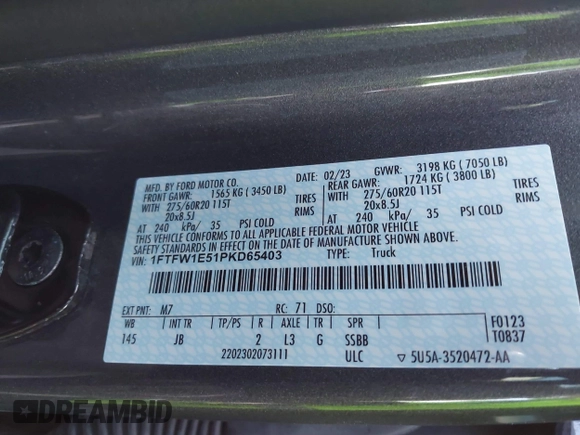 MFD. BY FORD MOTOR CO.
02/23 GVWR: 3198 KG ( 7050 LB)
FRONT GAWR: 1565 KG ( 3450 LB)
REAR GAWR: 1724 KG ( 3800 LB)
WITH 275/60R20 115T TIRES
WITH 275/60R20 115T TIRES
20x8.5J RIMS
20x8.5J RIMS
AT 240 kPa/ 35 PSI COLD
AT 240 kPa/ 35 PSI COLD
THIS VEHICLE CONFORMS TO ALL APPLICABLE FEDERAL MOTOR VEHICLE
SAFETY STANDARDS IN EFFECT ON THE DATE OF MANUFACTURE SHOWN ABOVE.
VIN: 1FTFW1E51PKD65403 TYPE: Truck
EXT PNT: M7 RC: 71 DSO:
WB INT TR TP/PS R AXLE TR SPR F0123
145 JB 2 L3 G SSBB T0837
2202302073111 ULC 5U5A-3520472-AA
DREAMBID